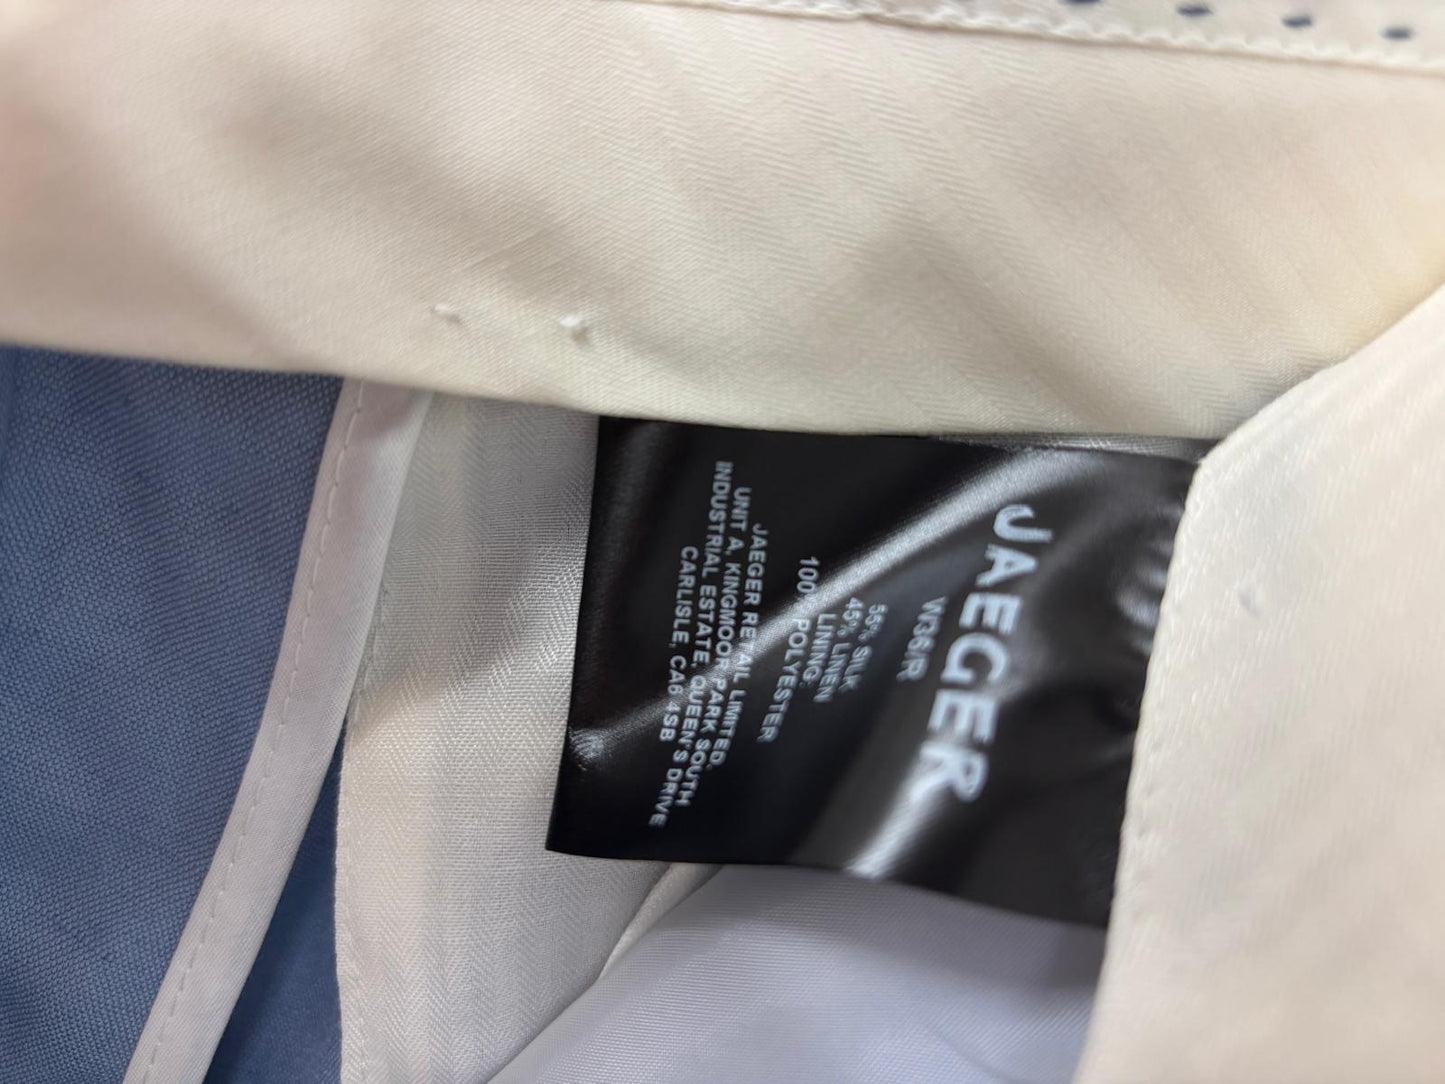 JAEGER
W36/R
55% SILK
45% LINEN
LINING:
100% POLYESTER
JAEGER RETAIL LIMITED.
UNIT A, KINGMOOR PARK SOUTH
INDUSTRIAL ESTATE, QUEEN'S DRIVE
CARLISLE, CA6 4SB